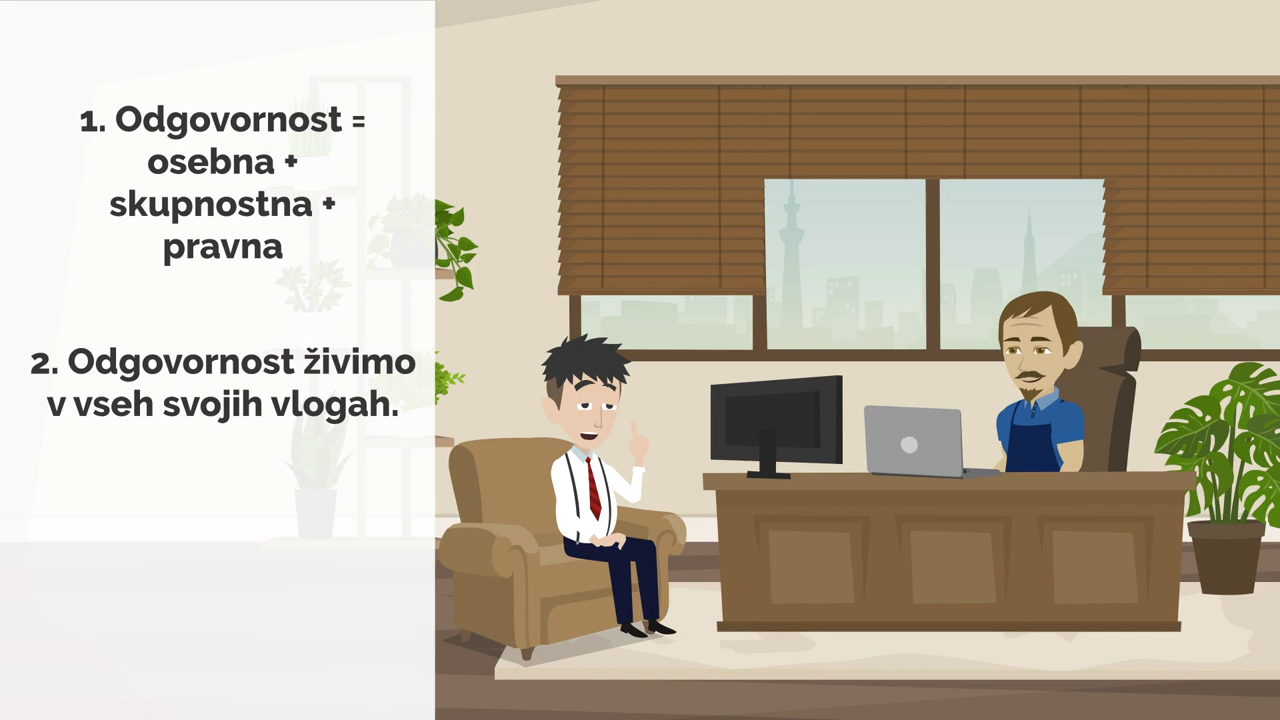 1. Odgovornost =
osebna +
skupnostna +
pravna
2. Odgovornost živimo
v vseh svojih vlogah.